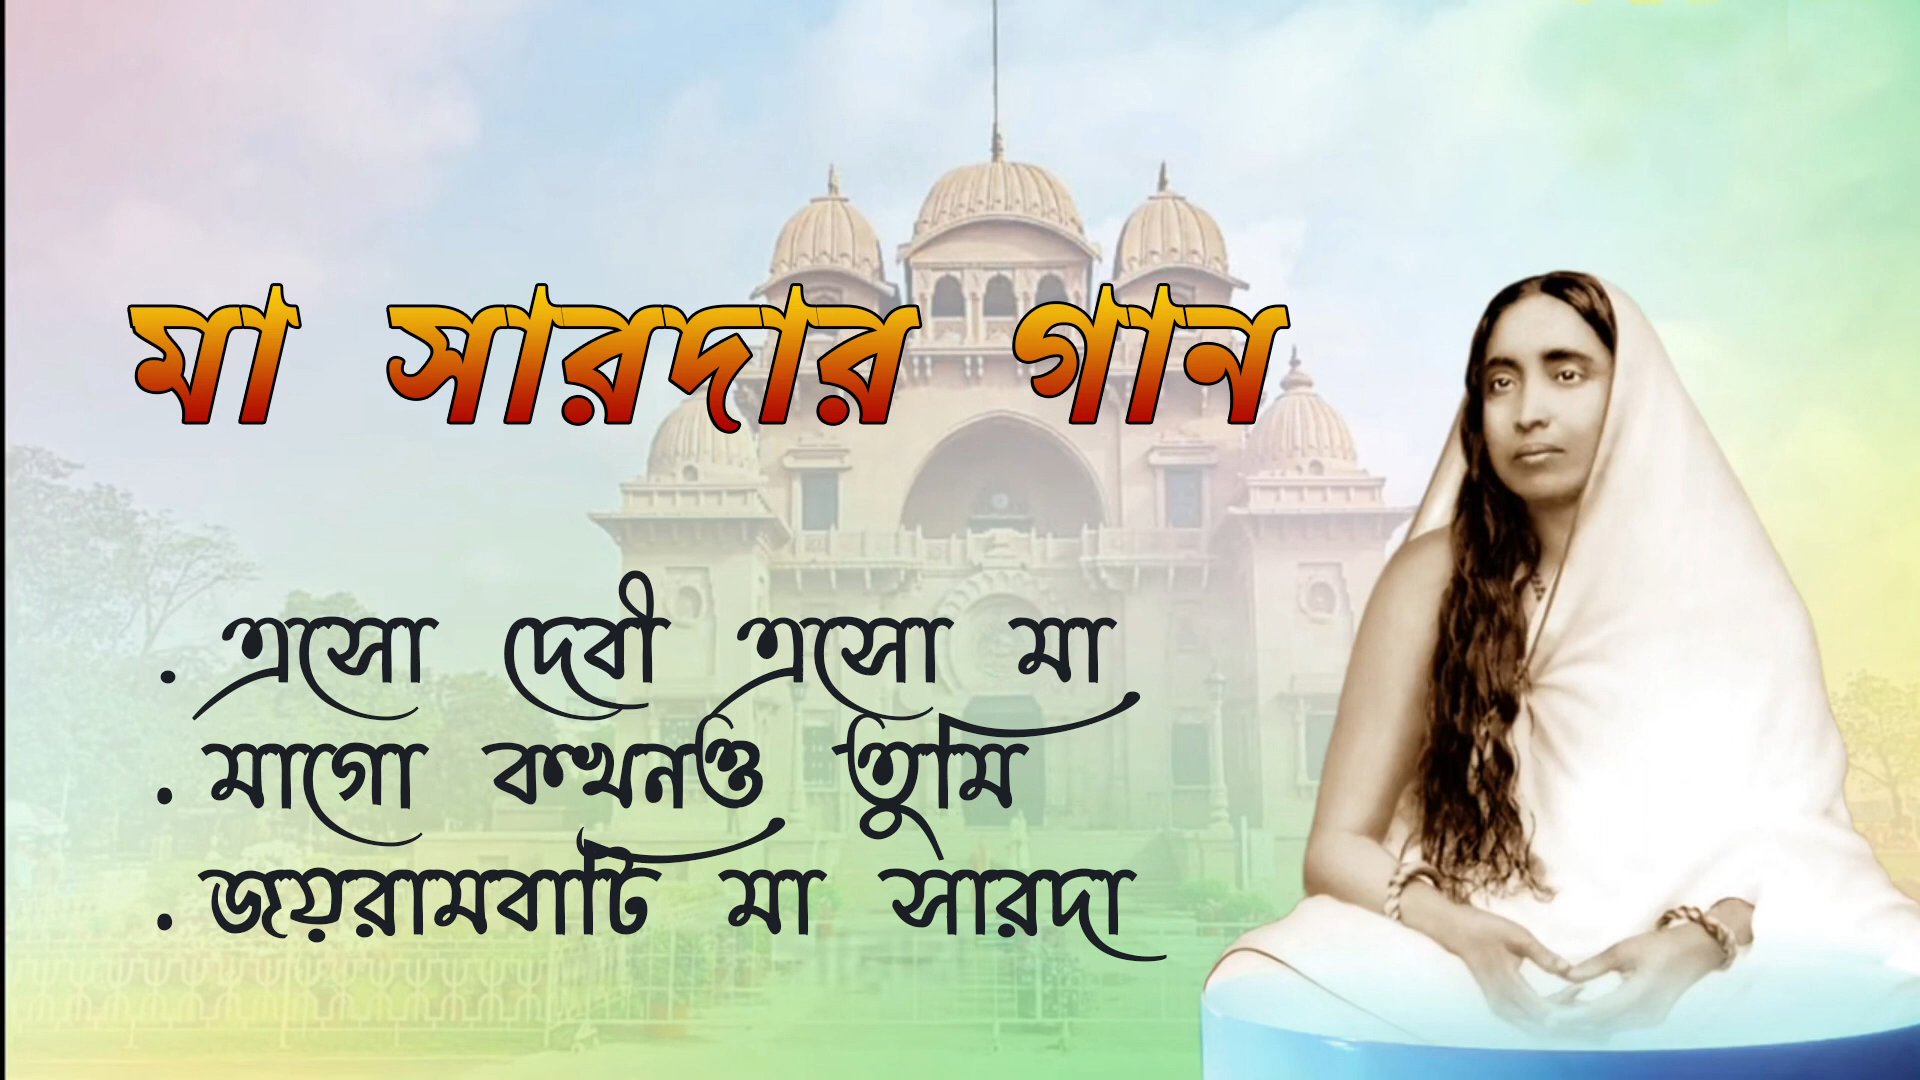 মা সারদার গান
. এসো দেবী এসো মা
. মাগো কখনও তুমি
. জয়রামবাটি মা সারদা